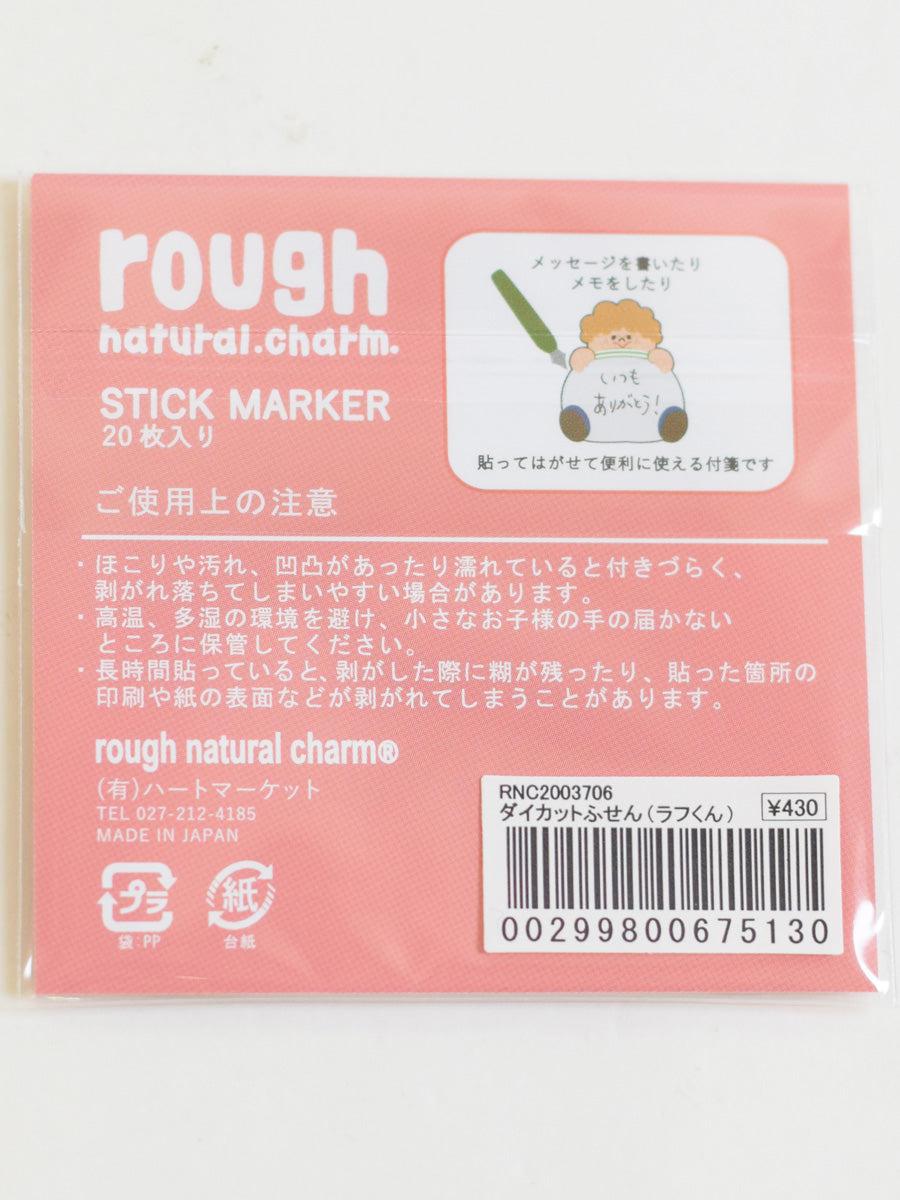 rough
natural.charm.
STICK MARKER
20枚入り
メッセージを書いたり
メモをしたり
いつも
ありがとう!
貼ってはがせて便利に使える付箋です
ご使用上の注意
・ほこりや汚れ、凹凸があったり濡れていると付きづらく、
剥がれ落ちてしまいやすい場合があります。
・高温、多湿の環境を避け、小さなお子様の手の届かない
ところに保管してください。
・長時間貼っていると、剥がした際に糊が残ったり、貼った箇所の
印刷や紙の表面などが剥がれてしまうことがあります。
rough natural charm®
(有)ハートマーケット
TEL 027-212-4185
MADE IN JAPAN
プラ
袋:PP
紙
台紙
RNC2003706
ダイカットふせん(ラフくん)
¥430
00299800675130